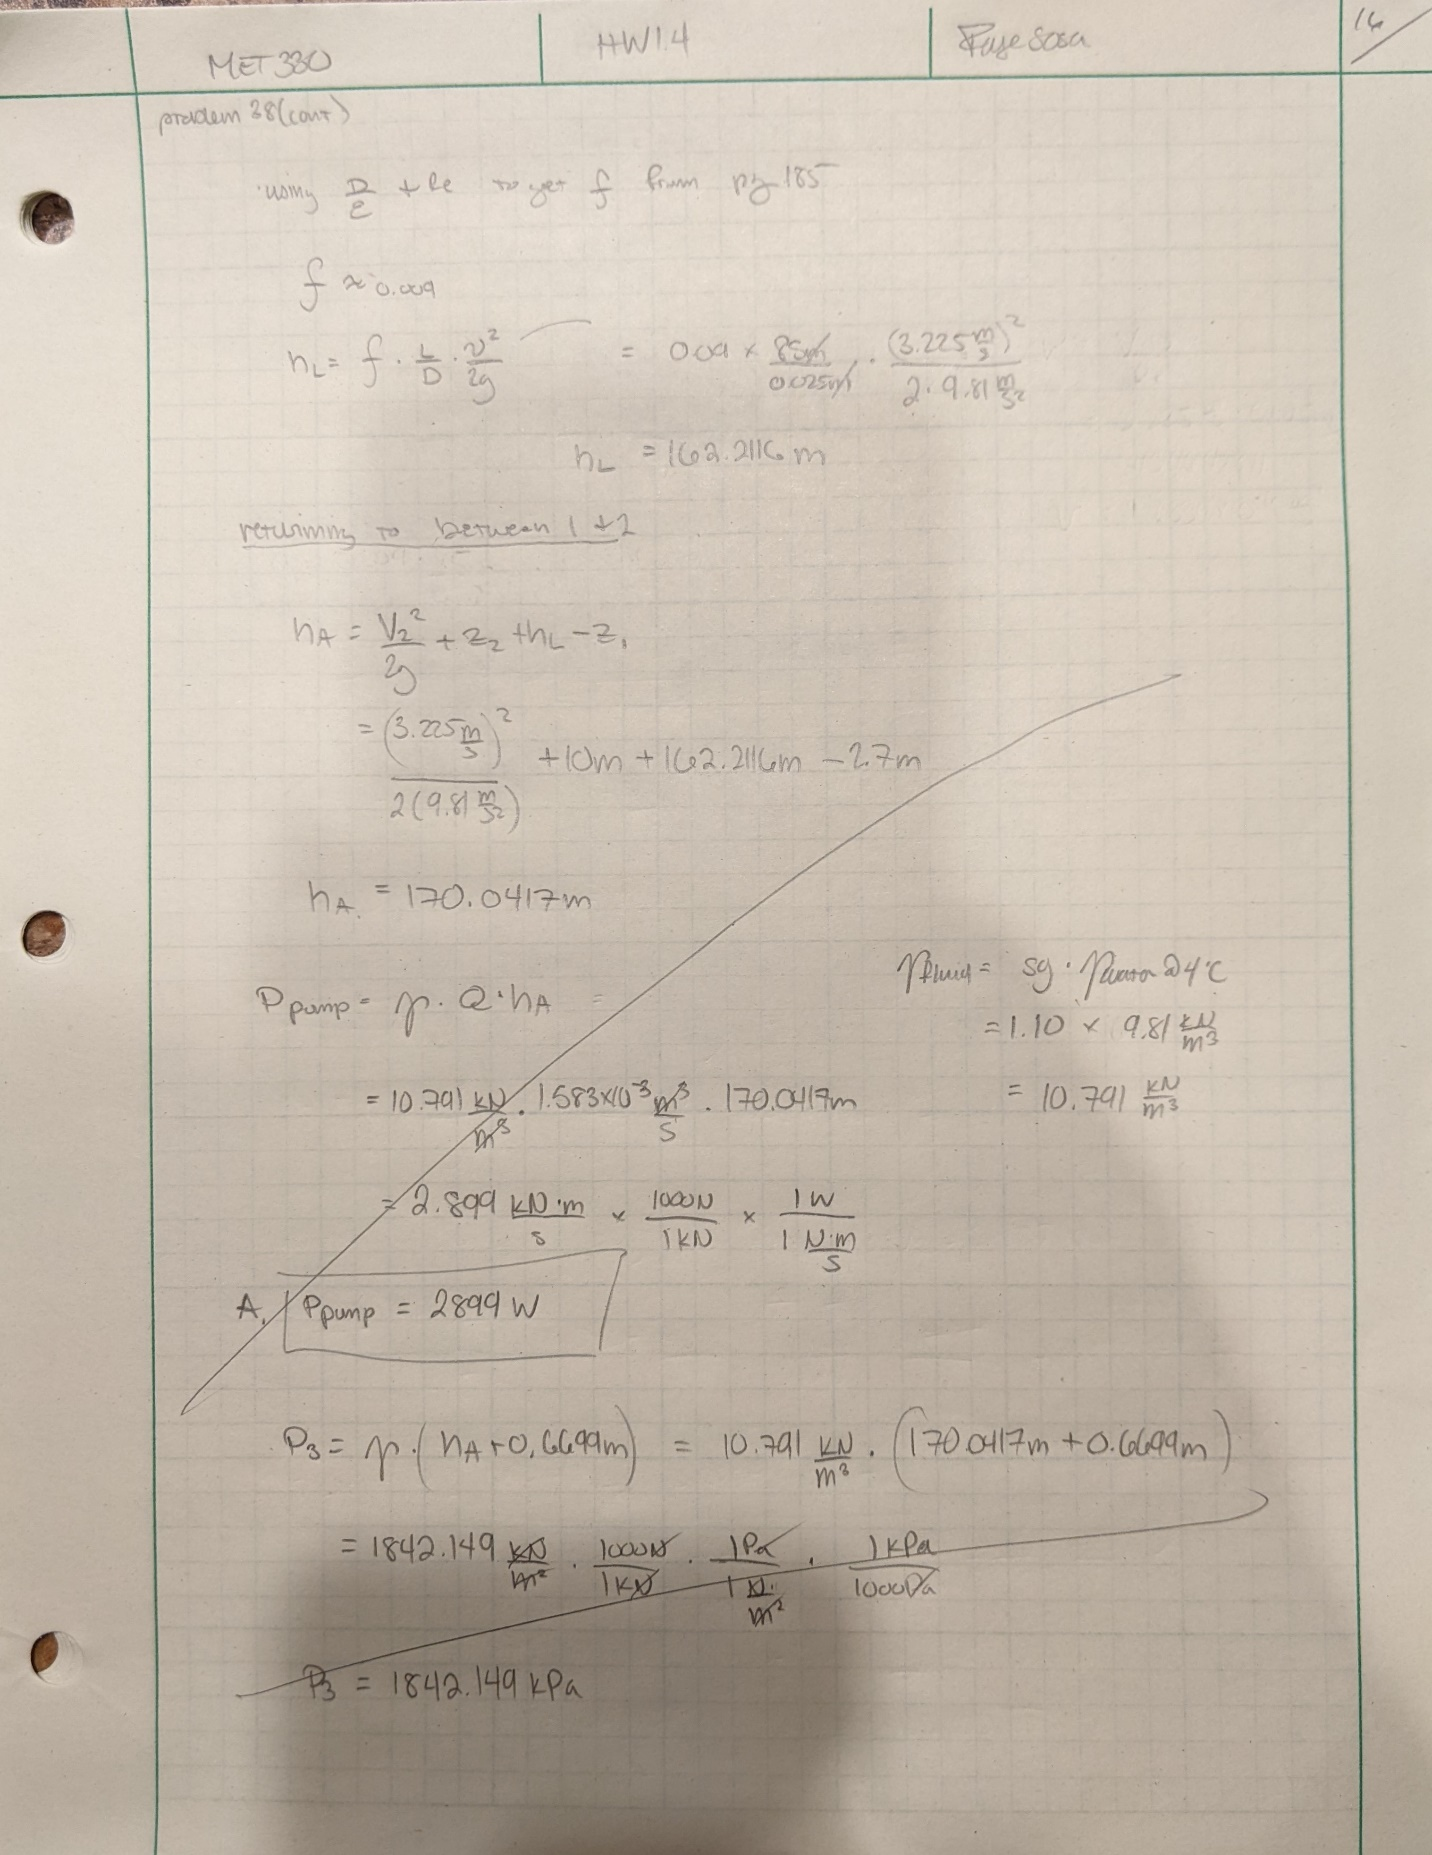 MET 330
HW1.4
Faye Sosa
16/
problem 38(cont)
using D/ε + Re to get f from pg 185
f ≈ 0.009
hL = f · L/D · v²/2g = 0.09 × 85m/0.025m · (3.225 m/s)²/2·9.81 m/s²
hL = 162.2116 m
returning to between 1 + 2
hA = V2²/2g + z2 + hL - z1
= (3.225 m/s)²/2(9.81 m/s²) + 10m + 162.2116m - 2.7m
hA = 170.0417m
γfluid = sg · γwater @ 4°C
Ppump = γ · Q · hA =
= 1.10 × 9.81 kN/m³
= 10.791 kN/m³ · 1.583×10⁻³ m³/s · 170.0417m
= 10.791 kN/m³
= 2.899 kN·m/s × 1000N/1kN × 1W/1 N·m/s
A. Ppump = 2899 W
P3 = γ · (hA + 0.6699m) = 10.791 kN/m³ · (170.0417m + 0.6699m)
= 1842.149 kN/m² · 1000N/1kN · 1Pa/1 N/m² · 1kPa/1000Pa
P3 = 1842.149 kPa